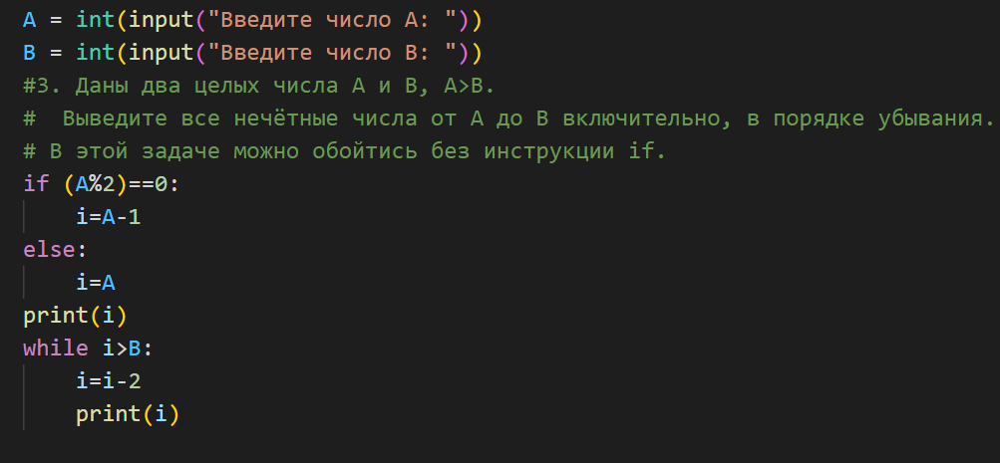 A = int(input("Введите число A: "))
B = int(input("Введите число B: "))
#3. Даны два целых числа A и B, A>B.
#  Выведите все нечётные числа от A до B включительно, в порядке убывания.
# В этой задаче можно обойтись без инструкции if.
if (A%2)==0:
    i=A-1
else:
    i=A
print(i)
while i>B:
    i=i-2
    print(i)